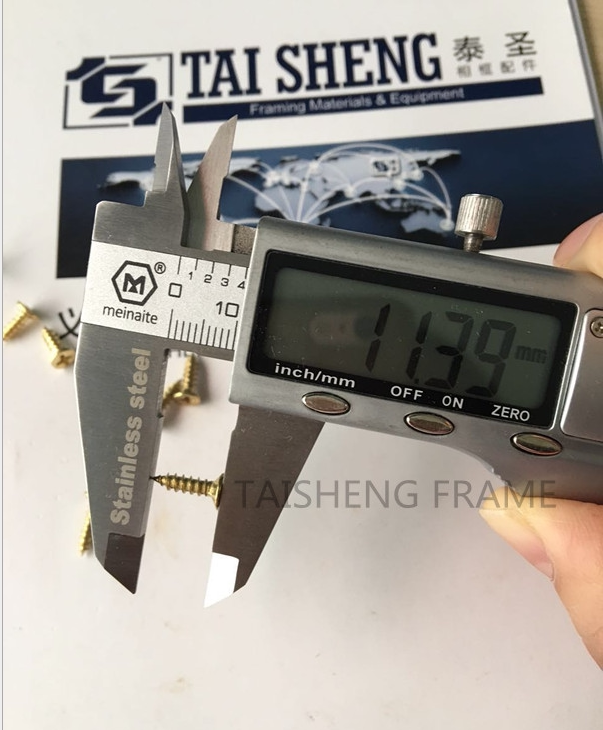 TAI SHENG 泰 圣
相 框 配 件
Framing Materials & Equipment
®
meinaite
1 2 3 4
0 10
11.39 mm
inch/mm OFF ON ZERO
Stainless steel
TAISHENG FRAME